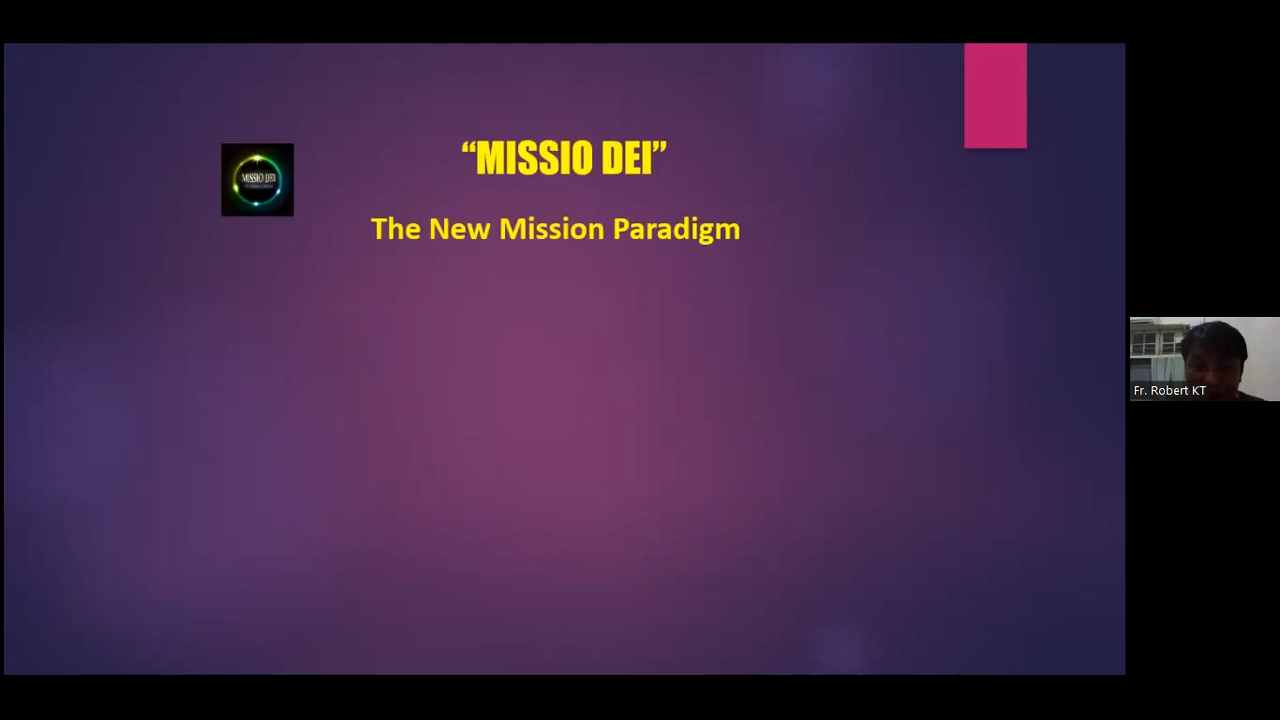 “MISSIO DEI”
MISSIO DEI
The New Mission Paradigm
Fr. Robert KT